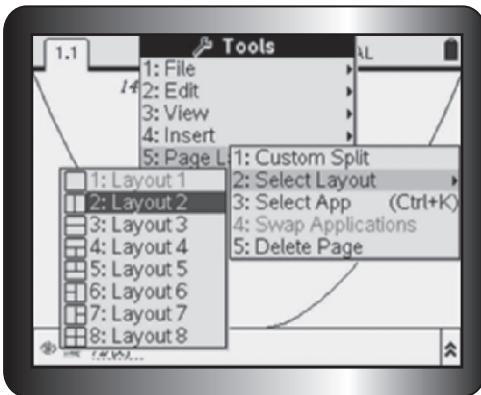 1.1
Tools
AL
14
1: File
2: Edit
3: View
4: Insert
5: Page L
1: Custom Split
2: Select Layout
3: Select App (Ctrl+K)
4: Swap Applications
5: Delete Page
1: Layout 1
2: Layout 2
3: Layout 3
4: Layout 4
5: Layout 5
6: Layout 6
7: Layout 7
8: Layout 8